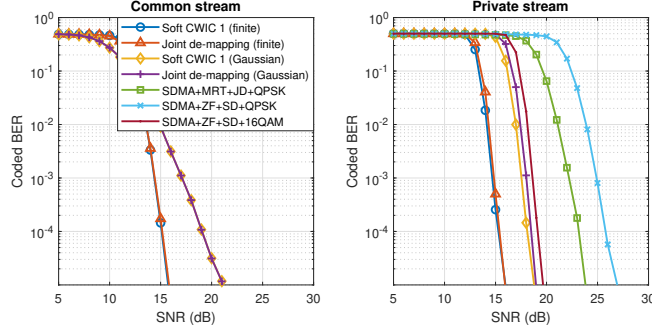 Common stream
Coded BER
10^0
10^-1
10^-2
10^-3
10^-4
5 10 15 20 25 30
SNR (dB)
Soft CWIC 1 (finite)
Joint de-mapping (finite)
Soft CWIC 1 (Gaussian)
Joint de-mapping (Gaussian)
SDMA+MRT+JD+QPSK
SDMA+ZF+SD+QPSK
SDMA+ZF+SD+16QAM
Private stream
Coded BER
10^0
10^-1
10^-2
10^-3
10^-4
5 10 15 20 25 30
SNR (dB)